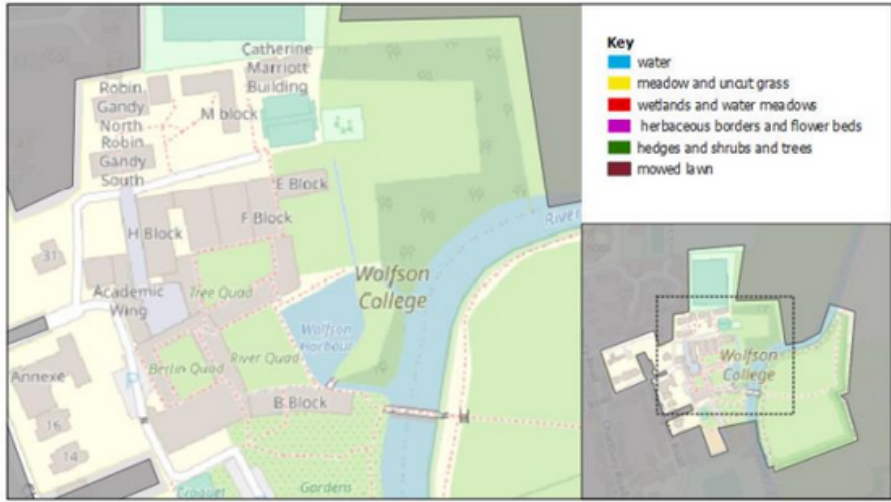 Catherine
Marriott
Building
Robin
Gandy
North
M block
Robin
Gandy
South
E Block
F Block
H Block
31
River
Wolfson
College
Academic
Wing
Tree Quad
Wolfson
Harbour
River Quad
Berlin Quad
Annexe
P
B Block
16
14
Croquet
Gardens
Key
water
meadow and uncut grass
wetlands and water meadows
herbaceous borders and flower beds
hedges and shrubs and trees
mowed lawn
Wolfson
College